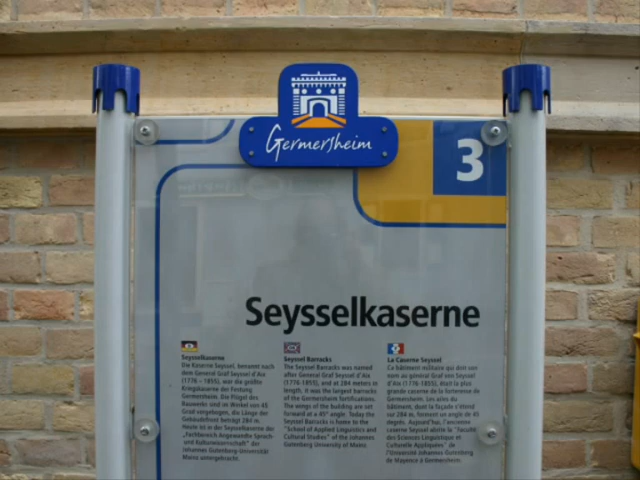 Germersheim
3
Seysselkaserne
Seysselkaserne
Die Kaserne Seyssel, benannt nach
dem General Graf Seyssel d'Aix
(1776 - 1855), war die größte
Kriegskaserne der Festung
Germersheim. Die Flügel des
Bauwerks sind im Winkel von 45
Grad vorgebogen, die Länge der
Gebäudefront beträgt 284 m.
Heute ist in der Seysselkaserne der
„Fachbereich Angewandte Sprach-
und Kulturwissenschaft" der
Johannes Gutenberg-Universität
Mainz untergebracht.
Seyssel Barracks
The Seyssel Barracks was named
after General Graf Seyssel d'Aix
(1776-1855), and at 284 meters in
length, it was the largest barracks
of the Germersheim fortifications.
The wings of the building are set
forward at a 45° angle. Today the
Seyssel Barracks is home to the
"School of Applied Linguistics and
Cultural Studies" of the Johannes
Gutenberg University of Mainz.
La Caserne Seyssel
Ce bâtiment militaire qui doit son
nom au général Graf von Seyssel
d'Aix (1776-1855), était la plus
grande caserne de la forteresse de
Germersheim. Les ailes du
bâtiment, dont la façade s'étend
sur 284 m, forment un angle de 45
degrés. Aujourd'hui, l'ancienne
caserne Seyssel abrite la "Faculté
des Sciences Linguistique et
Culturelle Appliquées" de
l'Université Johannes Gutenberg
de Mayence à Germersheim.